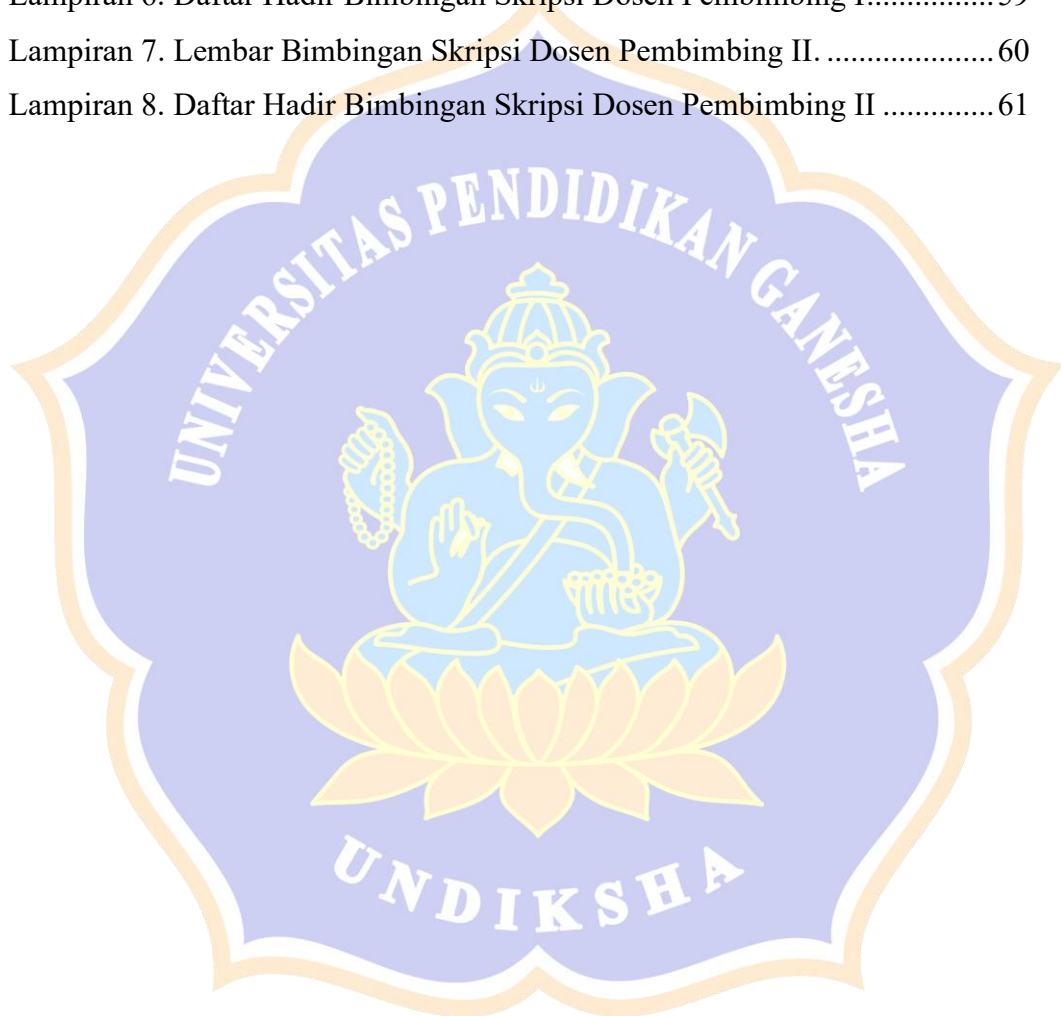 Lampiran 6. Daftar Hadir Bimbingan Skripsi Dosen Pembimbing I................ 59
Lampiran 7. Lembar Bimbingan Skripsi Dosen Pembimbing II. ..................... 60
Lampiran 8. Daftar Hadir Bimbingan Skripsi Dosen Pembimbing II .............. 61
UNIVERSITAS PENDIDIKAN GANESHA
UNDIKSHA